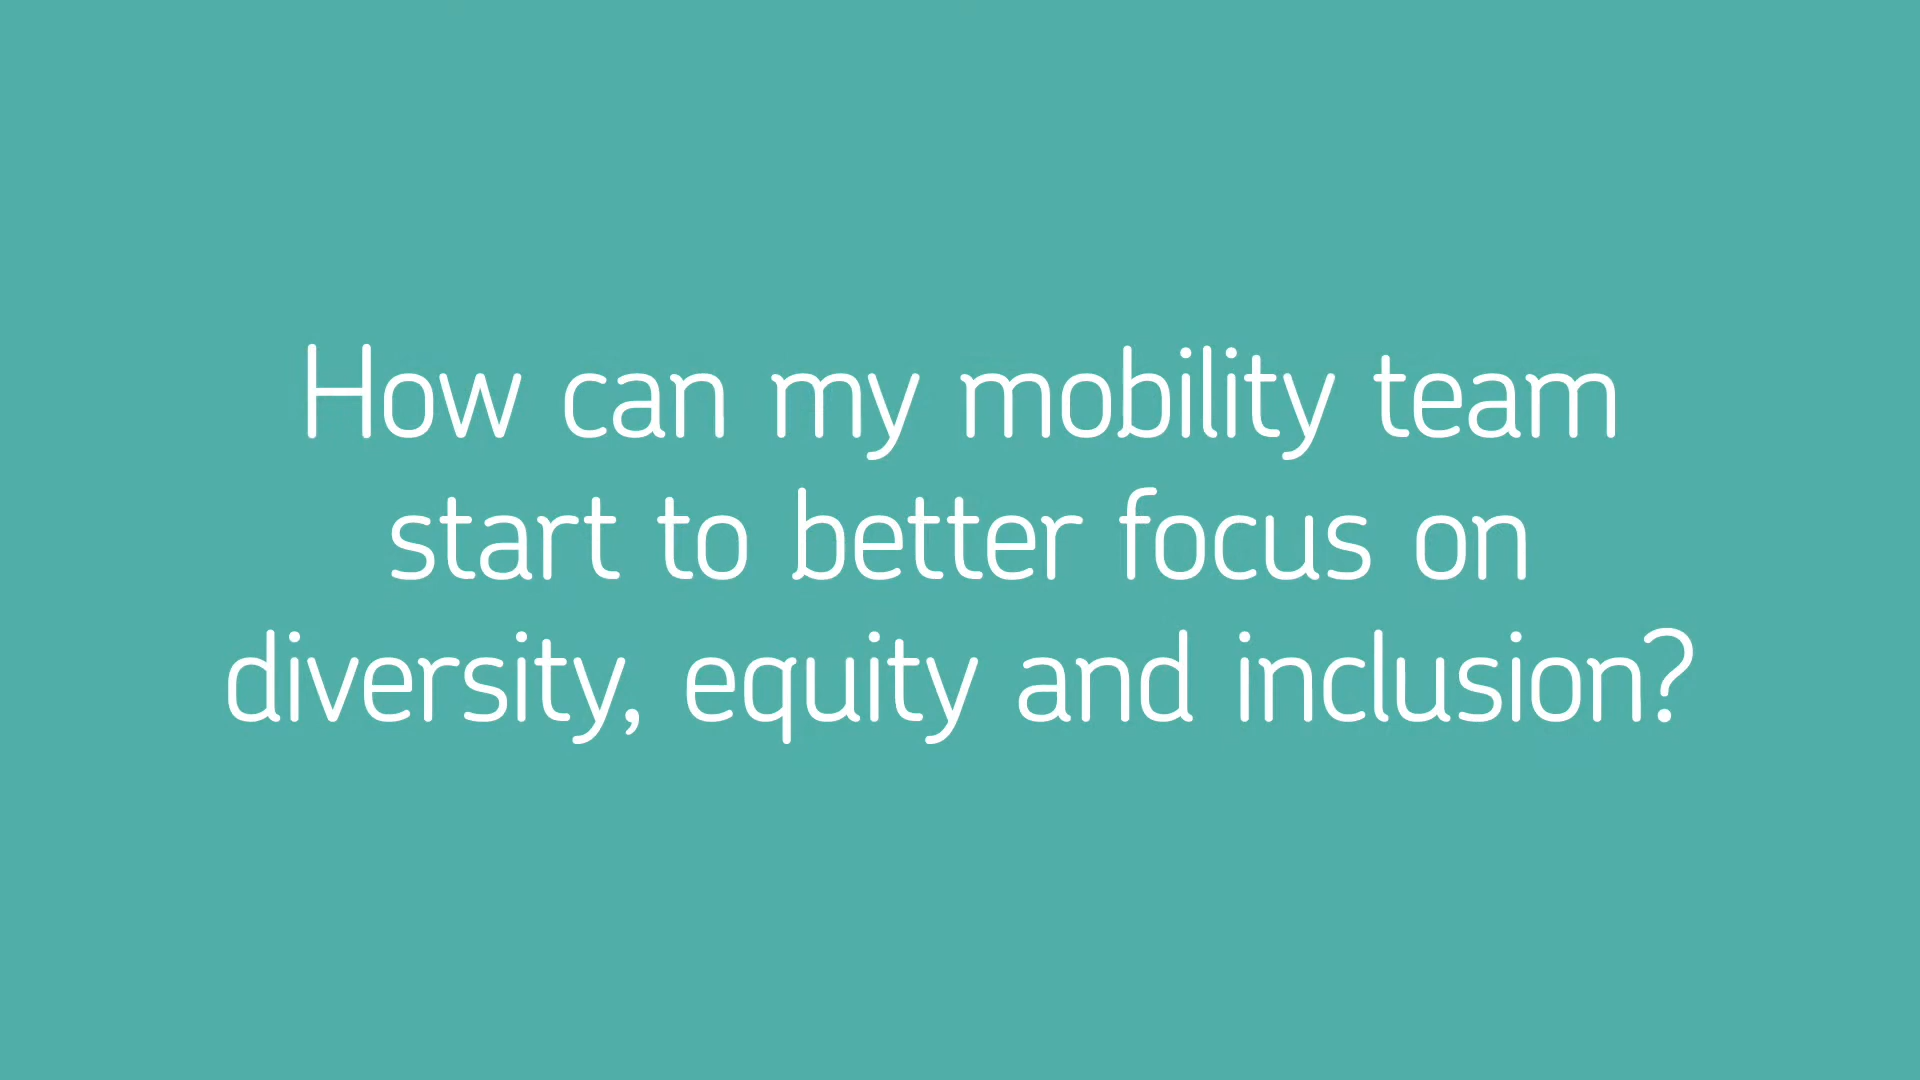 How can my mobility team
start to better focus on
diversity, equity and inclusion?